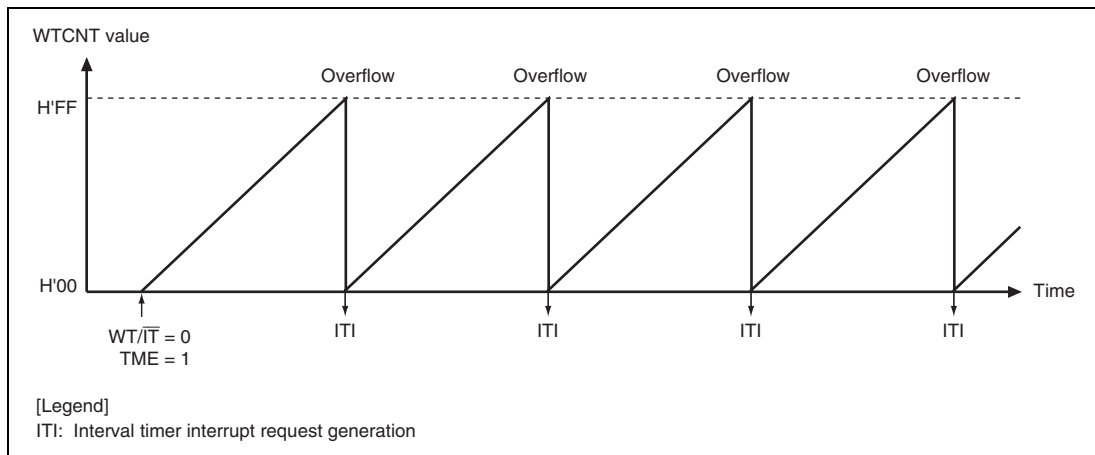 WTCNT value
Overflow Overflow Overflow Overflow
H'FF
H'00
Time
WT/I̅T̅ = 0
TME = 1
ITI ITI ITI ITI
[Legend]
ITI: Interval timer interrupt request generation